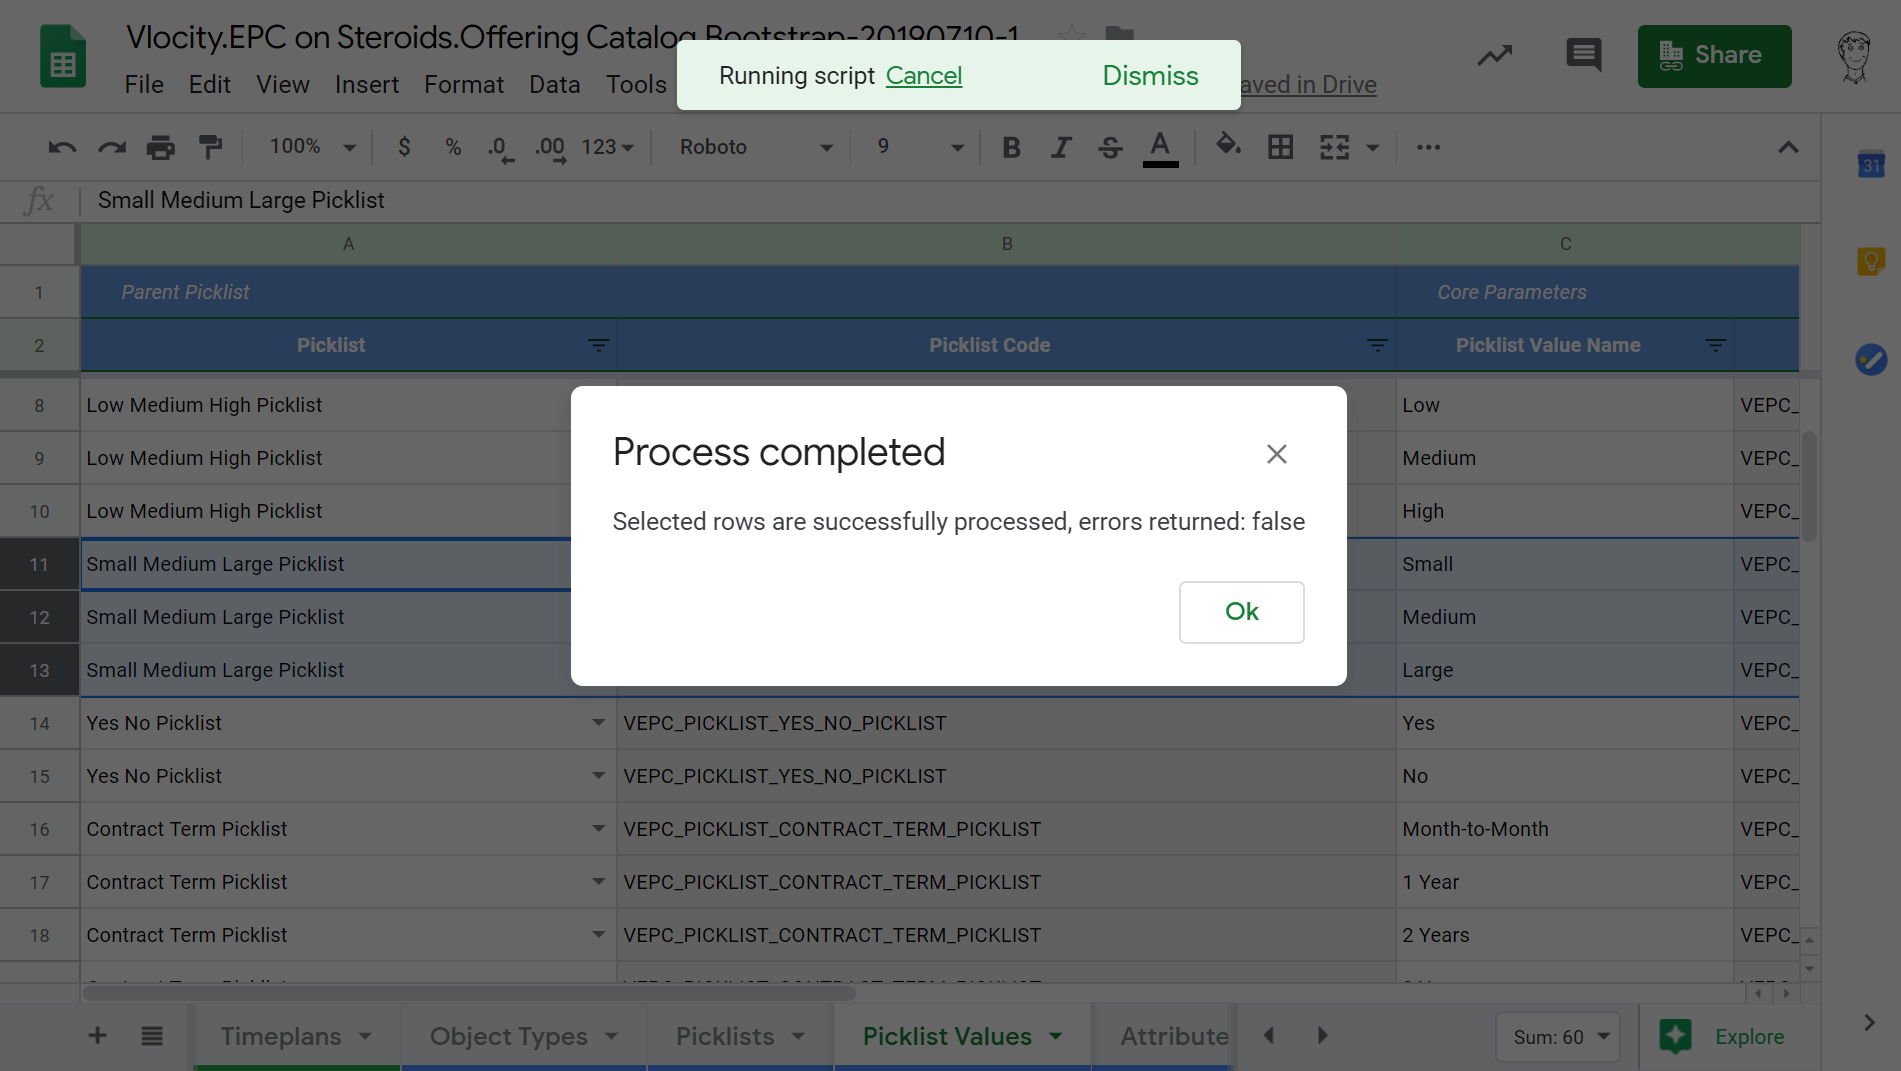 Vlocity.EPC on Steroids.Offering Catalog Bootstrap-20190710-1
File Edit View Insert Format Data Tools
Running script Cancel Dismiss
aved in Drive
Share
100% $ % .0 .00 123 Roboto 9 B I S A
31
fx Small Medium Large Picklist
A B C
1 Parent Picklist Core Parameters
2 Picklist Picklist Code Picklist Value Name
8 Low Medium High Picklist Low VEPC_
9 Low Medium High Picklist Medium VEPC_
10 Low Medium High Picklist High VEPC_
11 Small Medium Large Picklist Small VEPC_
12 Small Medium Large Picklist Medium VEPC_
13 Small Medium Large Picklist Large VEPC_
Process completed
Selected rows are successfully processed, errors returned: false
Ok
14 Yes No Picklist VEPC_PICKLIST_YES_NO_PICKLIST Yes VEPC_
15 Yes No Picklist VEPC_PICKLIST_YES_NO_PICKLIST No VEPC_
16 Contract Term Picklist VEPC_PICKLIST_CONTRACT_TERM_PICKLIST Month-to-Month VEPC_
17 Contract Term Picklist VEPC_PICKLIST_CONTRACT_TERM_PICKLIST 1 Year VEPC_
18 Contract Term Picklist VEPC_PICKLIST_CONTRACT_TERM_PICKLIST 2 Years VEPC_
Timeplans Object Types Picklists Picklist Values Attribute Sum: 60 Explore